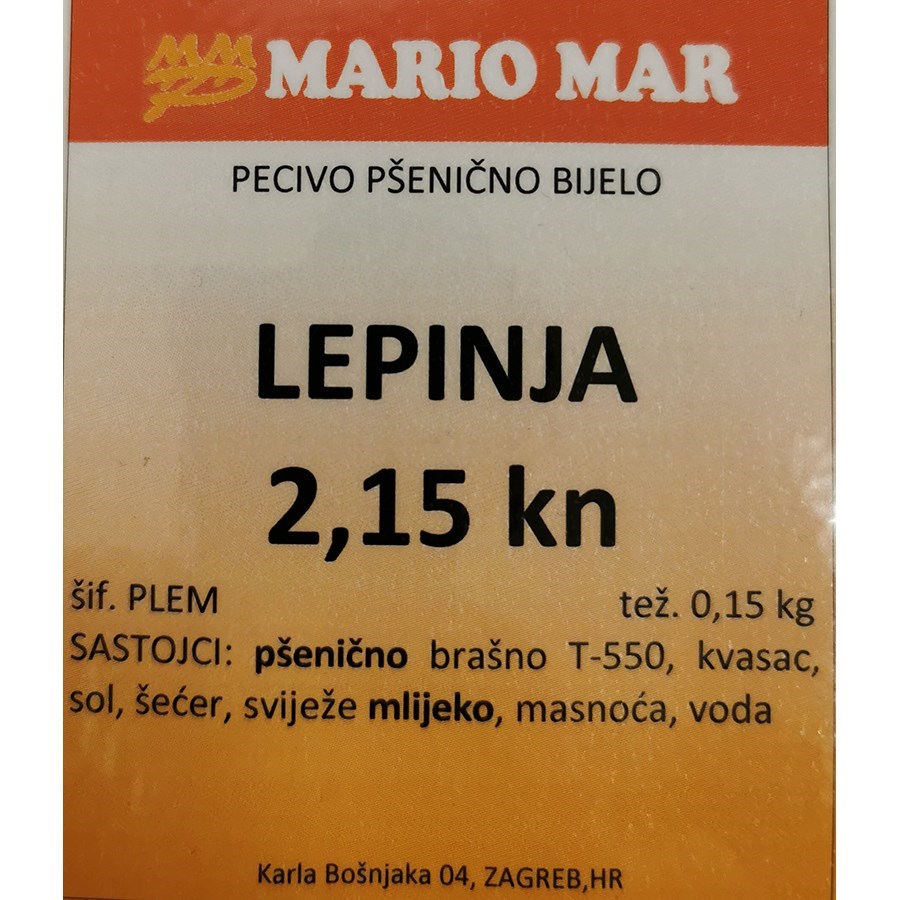 MARIO MAR
PECIVO PŠENIČNO BIJELO
LEPINJA
2,15 kn
šif. PLEM tež. 0,15 kg
SASTOJCI: pšenično brašno T-550, kvasac,
sol, šećer, sviježe mlijeko, masnoća, voda
Karla Bošnjaka 04, ZAGREB,HR